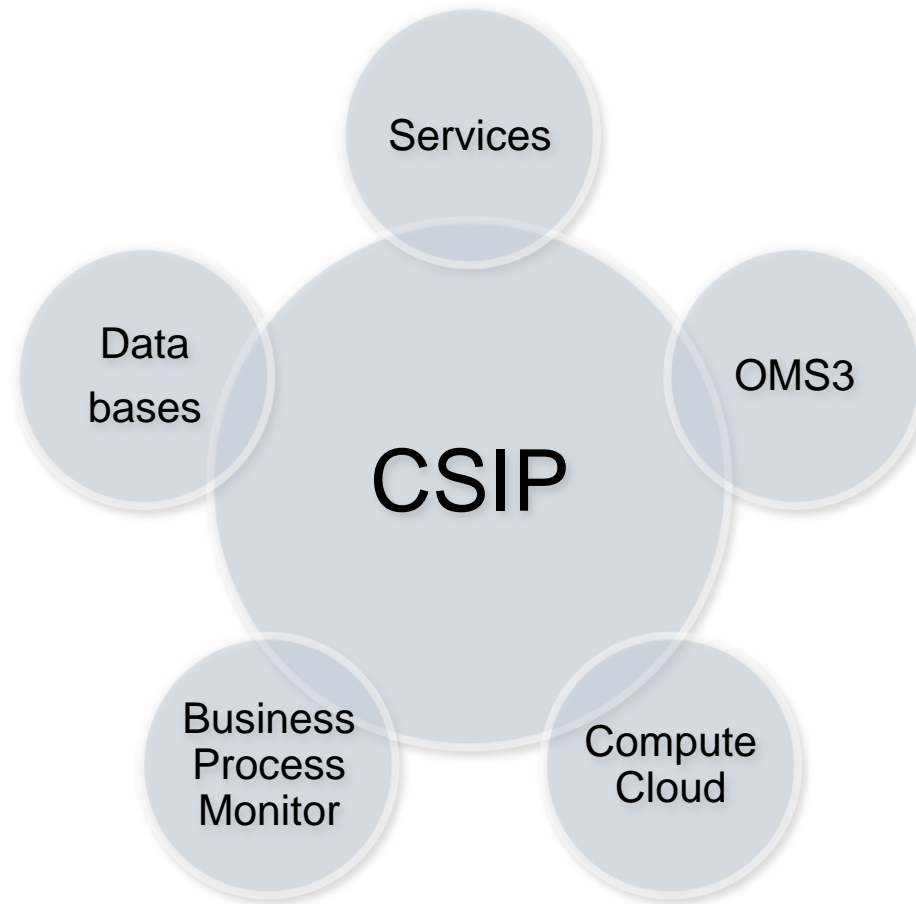 Services
Data
bases
OMS3
CSIP
Business
Process
Monitor
Compute
Cloud